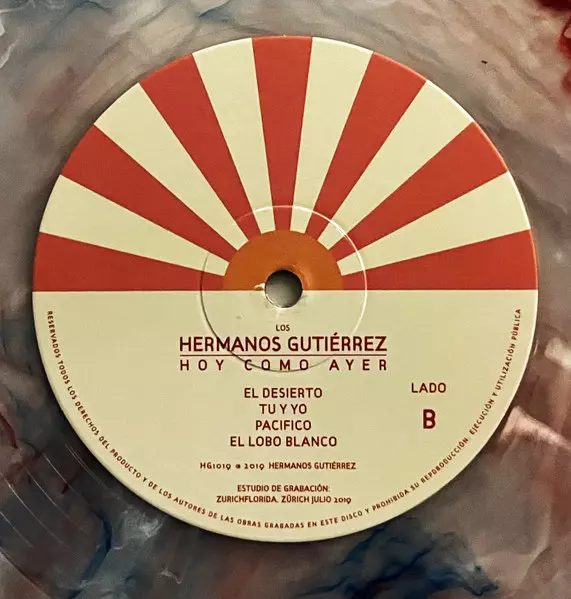 LOS
HERMANOS GUTIÉRREZ
HOY COMO AYER
EL DESIERTO
TU Y YO
PACIFICO
EL LOBO BLANCO
LADO
B
HG1019 ℗ 2019 HERMANOS GUTIÉRREZ
ESTUDIO DE GRABACIÓN:
ZURICHFLORIDA, ZÜRICH JULIO 2019
RESERVADOS TODOS LOS DERECHOS DEL PRODUCTO Y DE LOS AUTORES DE LAS OBRAS GRABADAS EN ESTE DISCO Y PROHIBIDA SU REPRODUCCIÓN, EJECUCIÓN Y UTILIZACIÓN PÚBLICA